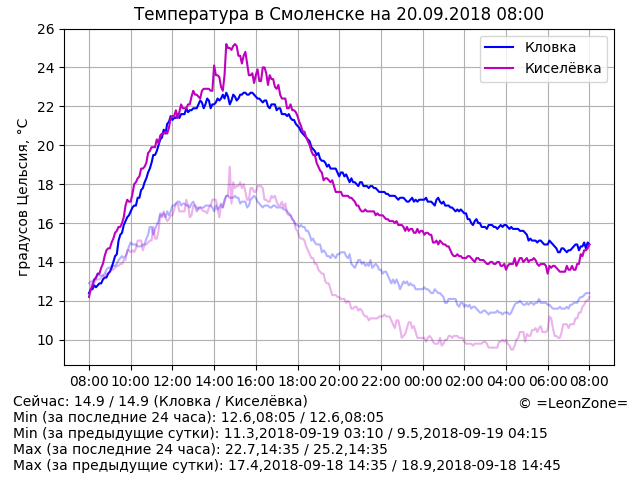 Температура в Смоленске на 20.09.2018 08:00
Кловка
Киселёвка
градусов Цельсия, °C
26
24
22
20
18
16
14
12
10
08:00 10:00 12:00 14:00 16:00 18:00 20:00 22:00 00:00 02:00 04:00 06:00 08:00
Сейчас: 14.9 / 14.9 (Кловка / Киселёвка)
© =LeonZone=
Min (за последние 24 часа): 12.6,08:05 / 12.6,08:05
Min (за предыдущие сутки): 11.3,2018-09-19 03:10 / 9.5,2018-09-19 04:15
Max (за последние 24 часа): 22.7,14:35 / 25.2,14:35
Max (за предыдущие сутки): 17.4,2018-09-18 14:35 / 18.9,2018-09-18 14:45